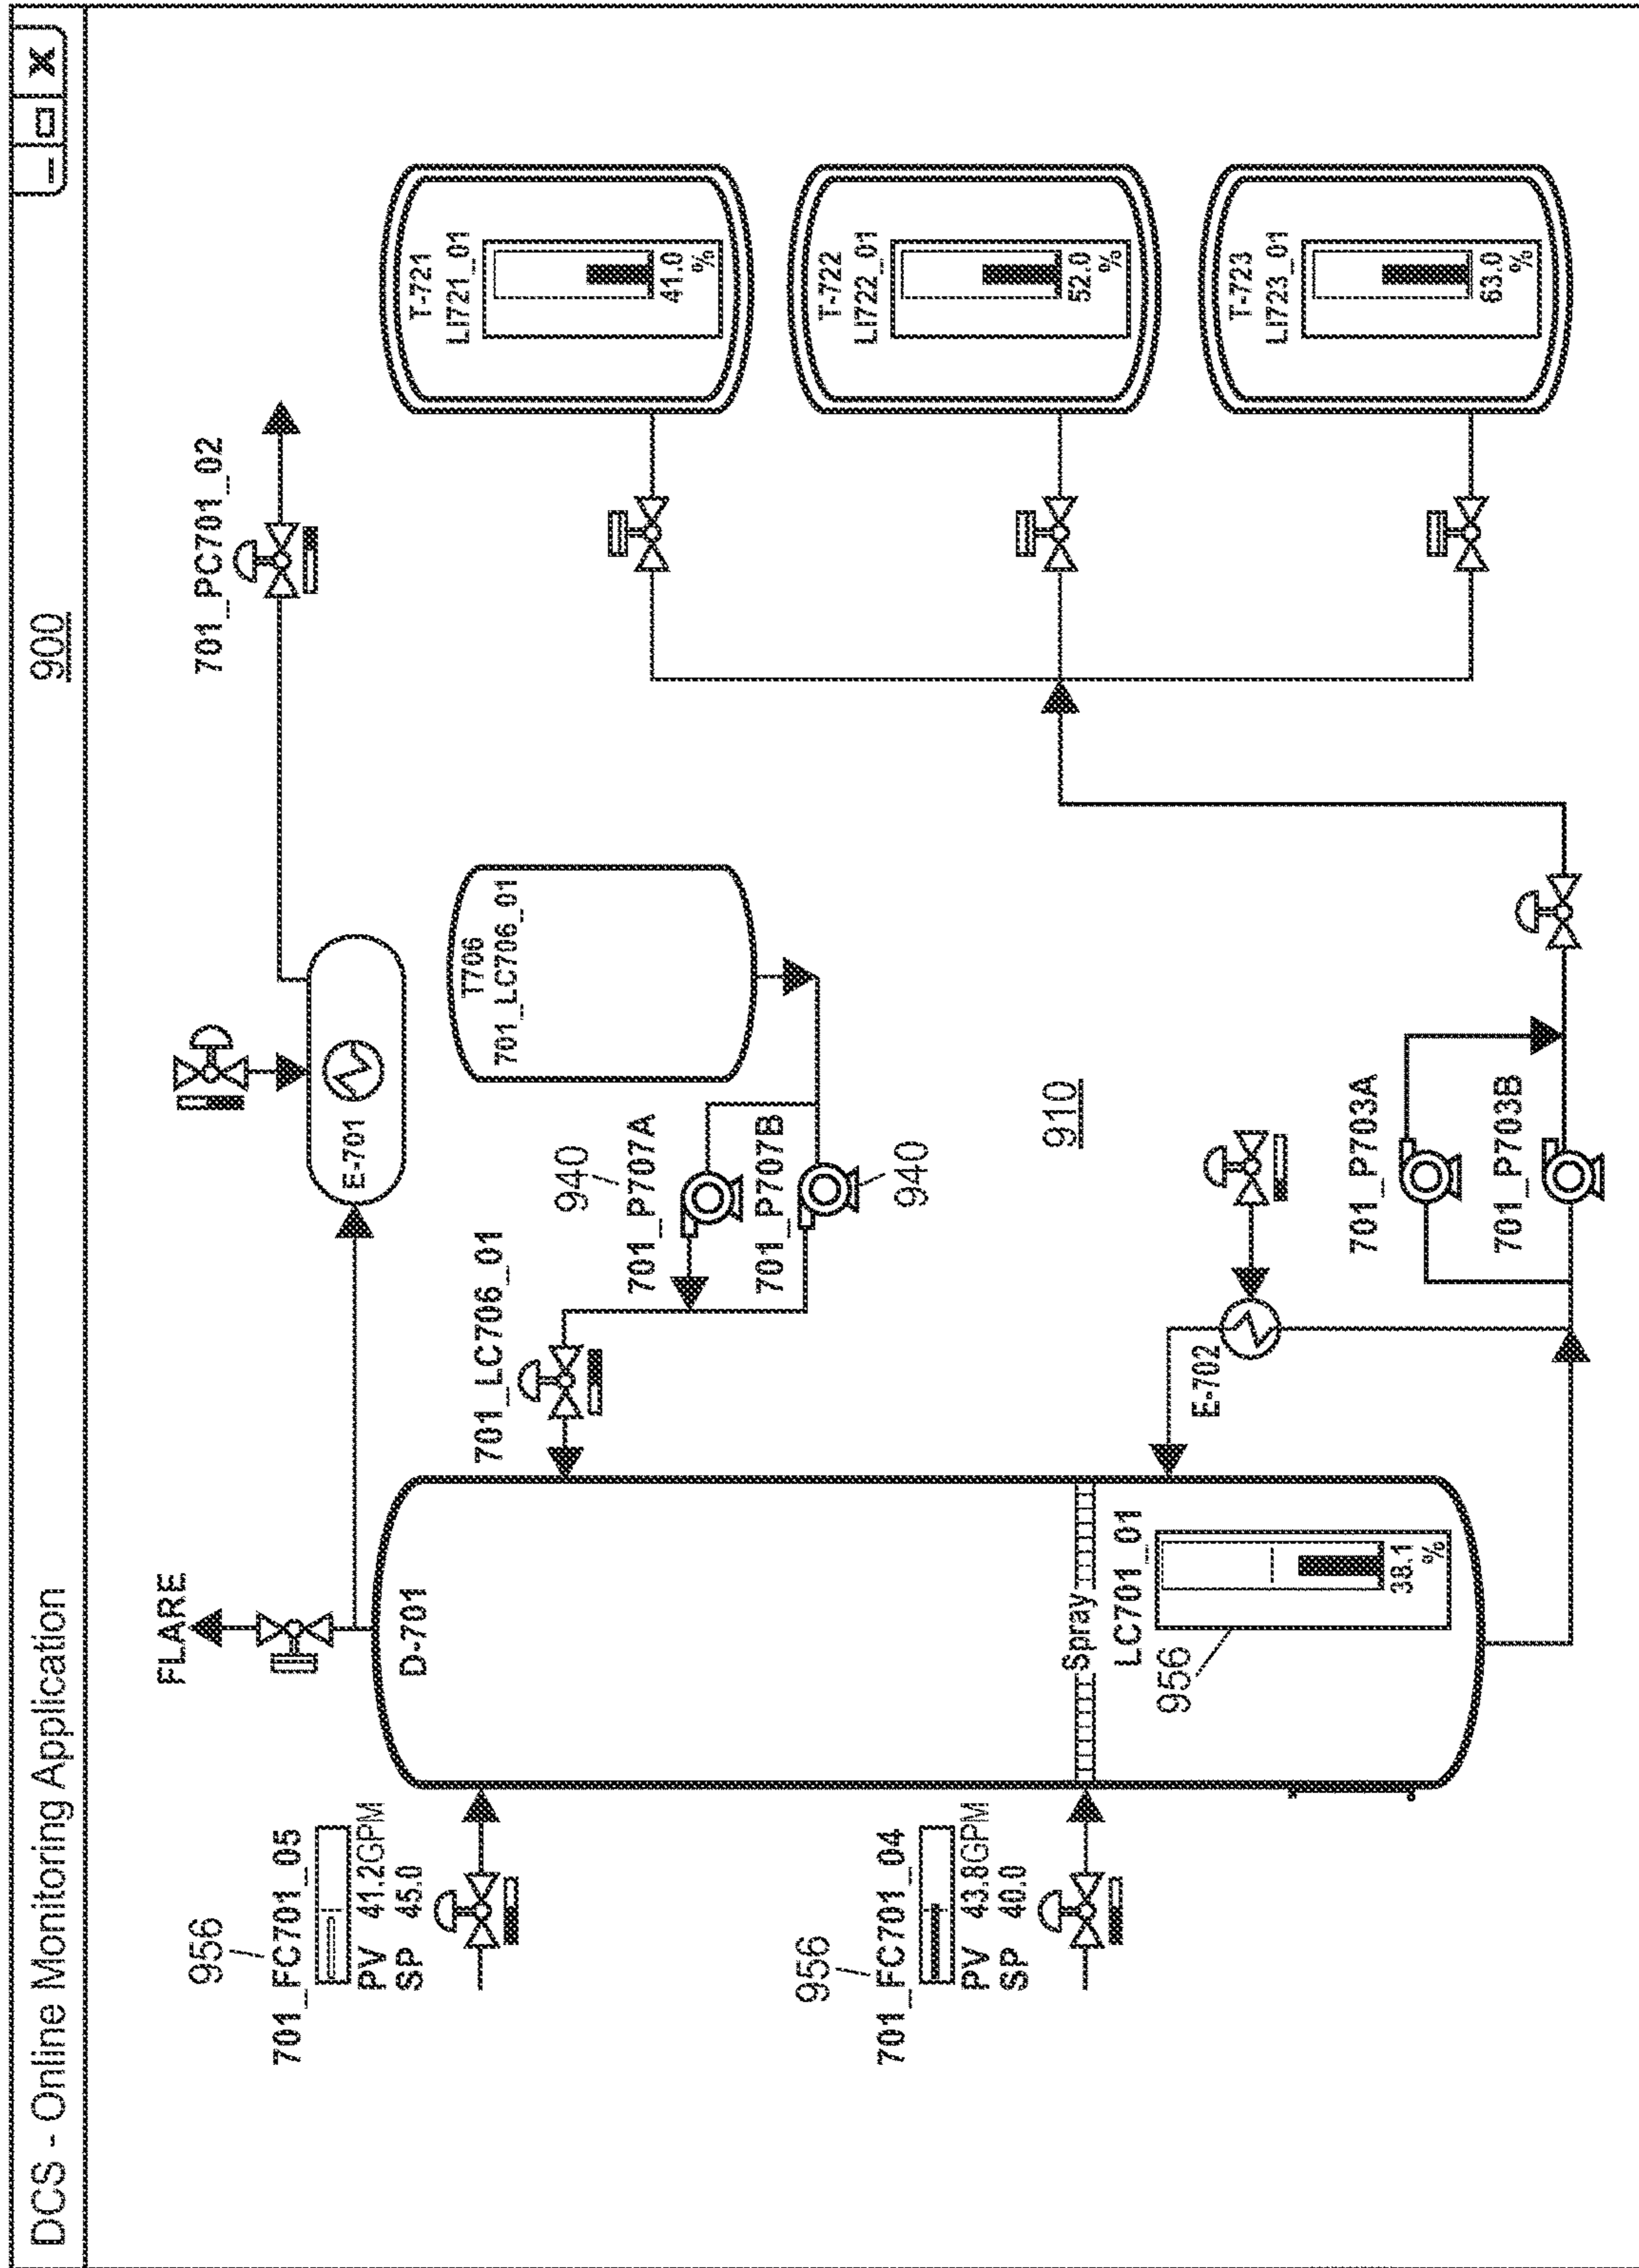 DCS - Online Monitoring Application
900
_ □ X
FLARE
701_PC701_02
956
701_FC701_05
PV 41.2GPM
SP 45.0
D-701
E-701
T706
701_LC706_01
701_LC706_01
940
701_P707A
701_P707B
940
T-721
LI721_01
41.0
%
T-722
LI722_01
52.0
%
T-723
LI723_01
63.0
%
956
701_FC701_04
PV 43.8GPM
SP 40.0
Spray
LC701_01
956
38.1
%
910
E-702
701_P703A
701_P703B